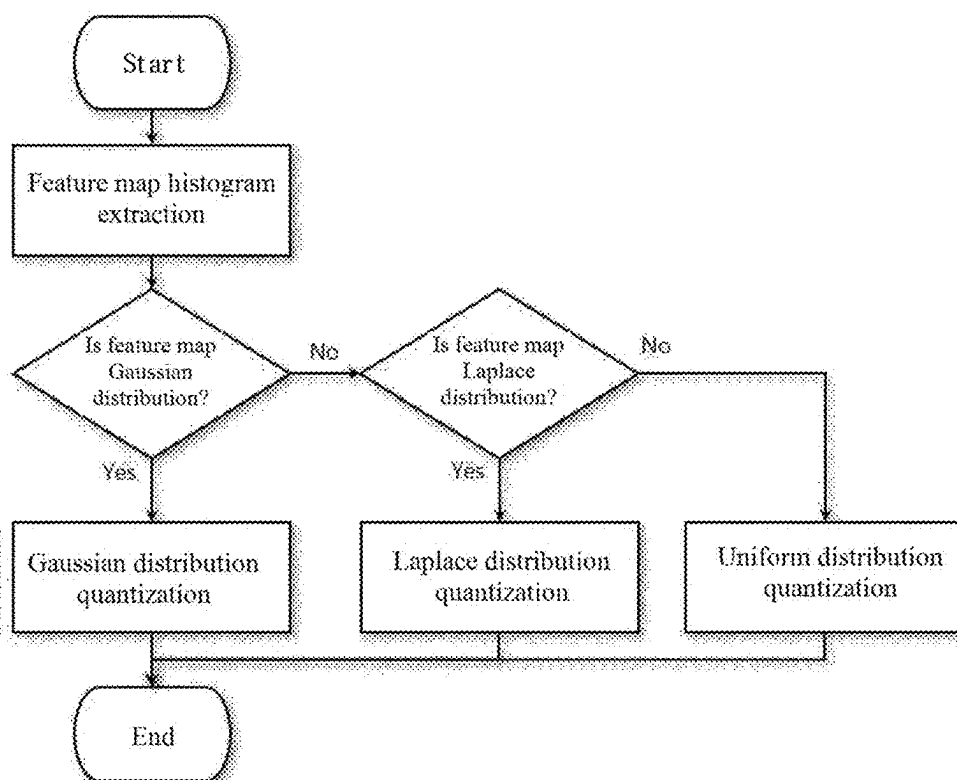 Start
Feature map histogram
extraction
Is feature map
Gaussian
distribution?
No
Is feature map
Laplace
distribution?
No
Yes
Yes
Gaussian distribution
quantization
Laplace distribution
quantization
Uniform distribution
quantization
End